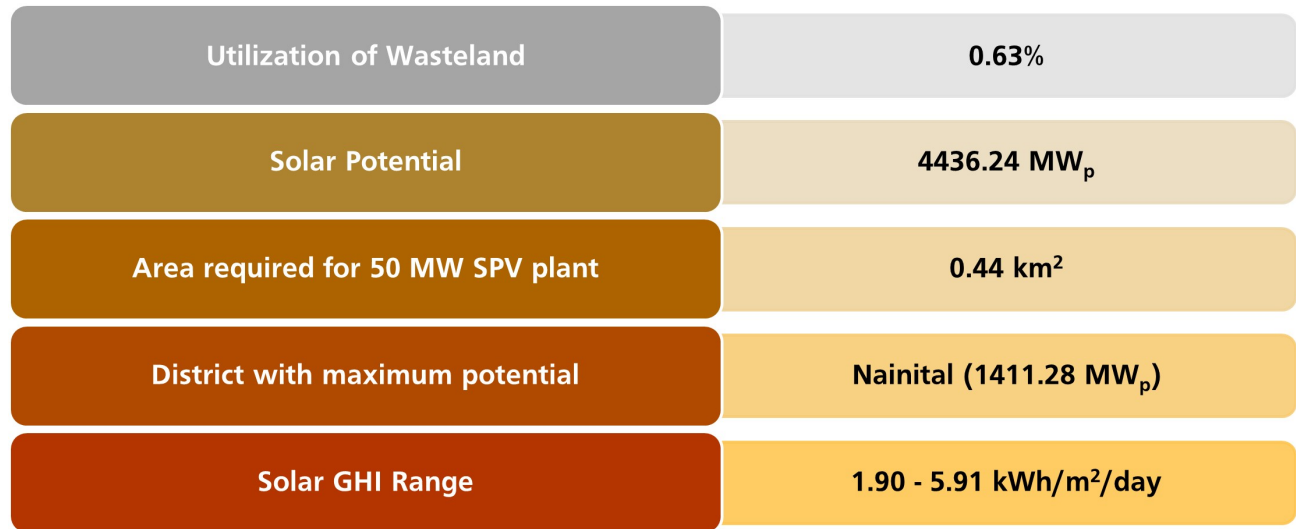 Utilization of Wasteland 0.63%
Solar Potential 4436.24 MWₚ
Area required for 50 MW SPV plant 0.44 km²
District with maximum potential Nainital (1411.28 MWₚ)
Solar GHI Range 1.90 - 5.91 kWh/m²/day